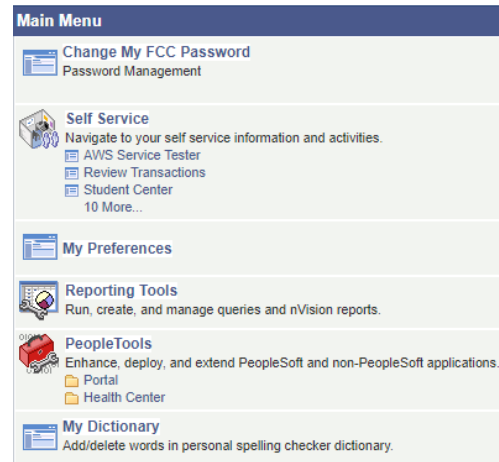 Main Menu
Change My FCC Password
Password Management
Self Service
Navigate to your self service information and activities.
AWS Service Tester
Review Transactions
Student Center
10 More...
My Preferences
Reporting Tools
Run, create, and manage queries and nVision reports.
PeopleTools
Enhance, deploy, and extend PeopleSoft and non-PeopleSoft applications.
Portal
Health Center
My Dictionary
Add/delete words in personal spelling checker dictionary.